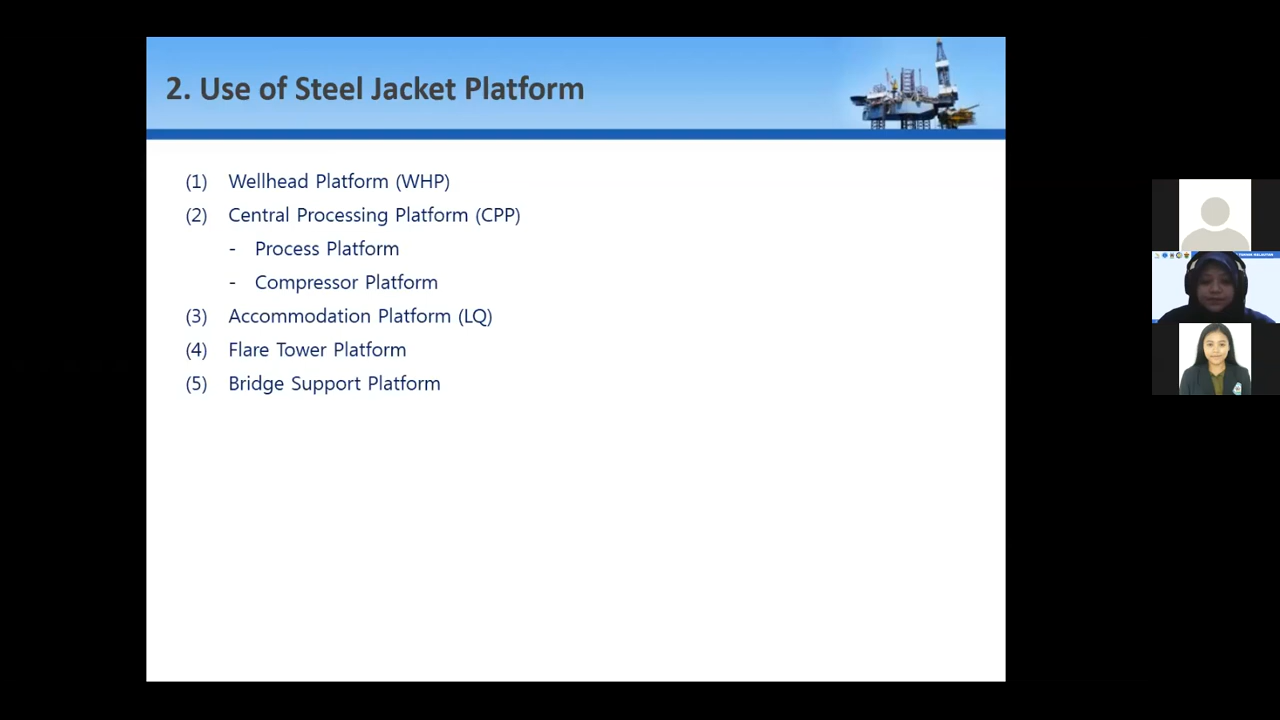 2. Use of Steel Jacket Platform
(1) Wellhead Platform (WHP)
(2) Central Processing Platform (CPP)
- Process Platform
- Compressor Platform
(3) Accommodation Platform (LQ)
(4) Flare Tower Platform
(5) Bridge Support Platform